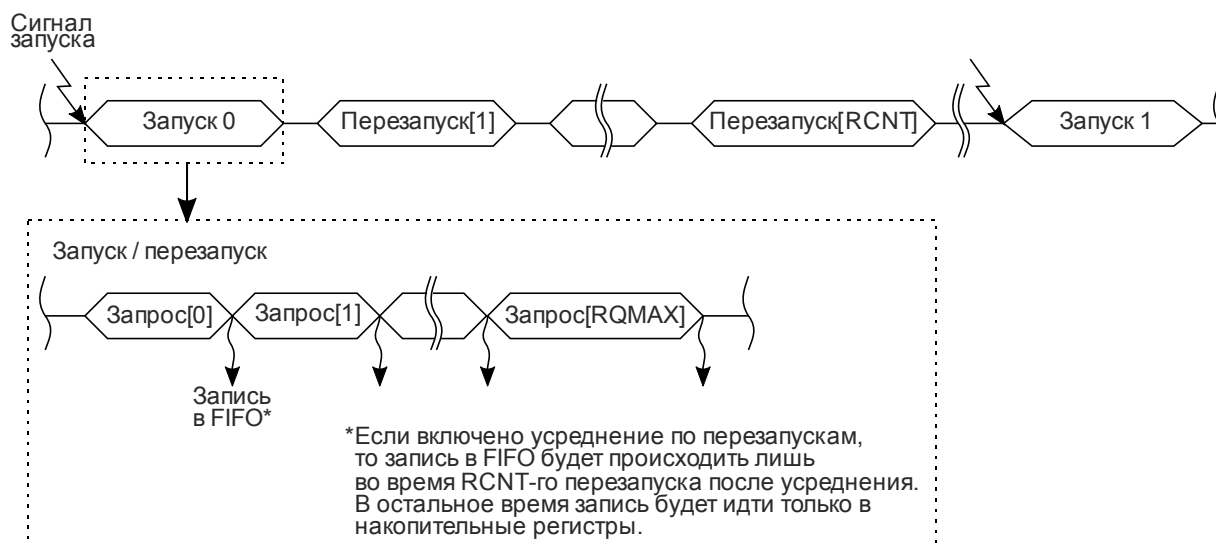 Сигнал
запуска
Запуск 0
Перезапуск[1]
Перезапуск[RCNT]
Запуск 1
Запуск / перезапуск
Запрос[0]
Запрос[1]
Запрос[RQMAX]
Запись
в FIFO*
*Если включено усреднение по перезапускам,
то запись в FIFO будет происходить лишь
во время RCNT-го перезапуска после усреднения.
В остальное время запись будет идти только в
накопительные регистры.